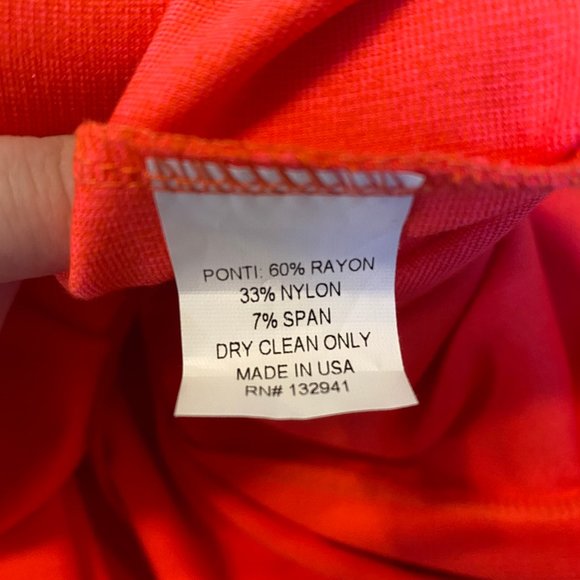 PONTI: 60% RAYON
33% NYLON
7% SPAN
DRY CLEAN ONLY
MADE IN USA
RN# 132941